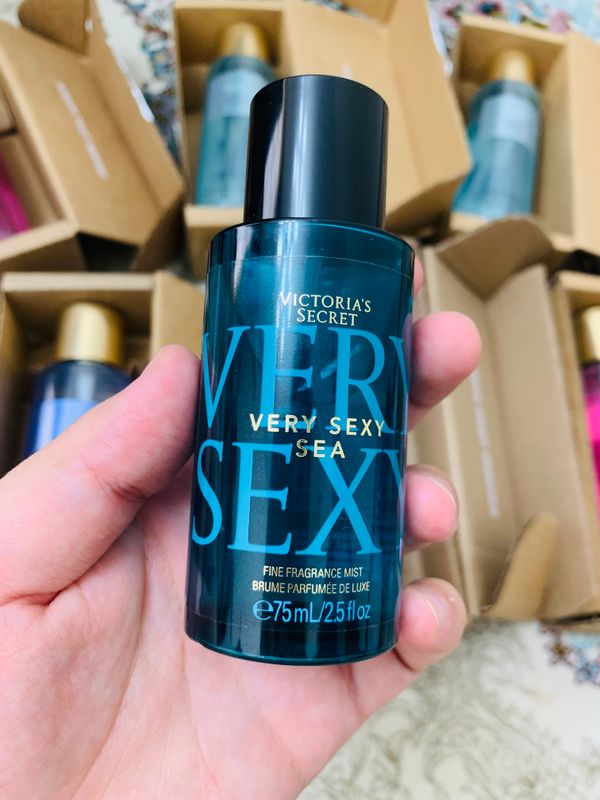 VICTORIA'S
SECRET
VERY
VERY SEXY
SEA
SEXY
FINE FRAGRANCE MIST
BRUME PARFUMÉE DE LUXE
℮75mL/2.5fl oz